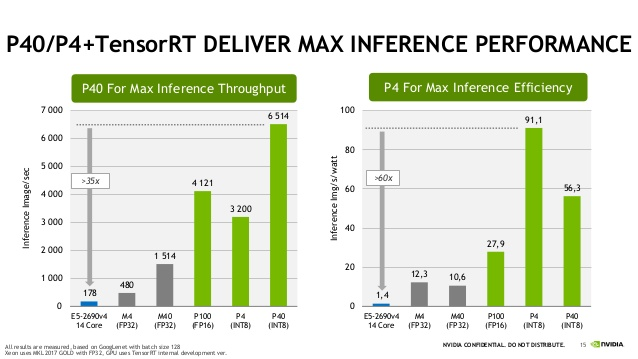 P40/P4+TensorRT DELIVER MAX INFERENCE PERFORMANCE
P40 For Max Inference Throughput
Inference Image/sec
7 000
6 000
5 000
4 000
3 000
2 000
1 000
0
>35x
178
480
1 514
4 121
3 200
6 514
E5-2690v4 M4 M40 P100 P4 P40
14 Core (FP32) (FP32) (FP16) (INT8) (INT8)
P4 For Max Inference Efficiency
Inference Img/s/watt
100
80
60
40
20
0
>60x
1,4
12,3
10,6
27,9
91,1
56,3
E5-2690v4 M4 M40 P100 P4 P40
14 Core (FP32) (FP32) (FP16) (INT8) (INT8)
All results are measured, based on GoogLenet with batch size 128
Xeon uses MKL 2017 GOLD with FP32, GPU uses TensorRT internal development ver.
NVIDIA CONFIDENTIAL. DO NOT DISTRIBUTE. 15 NVIDIA